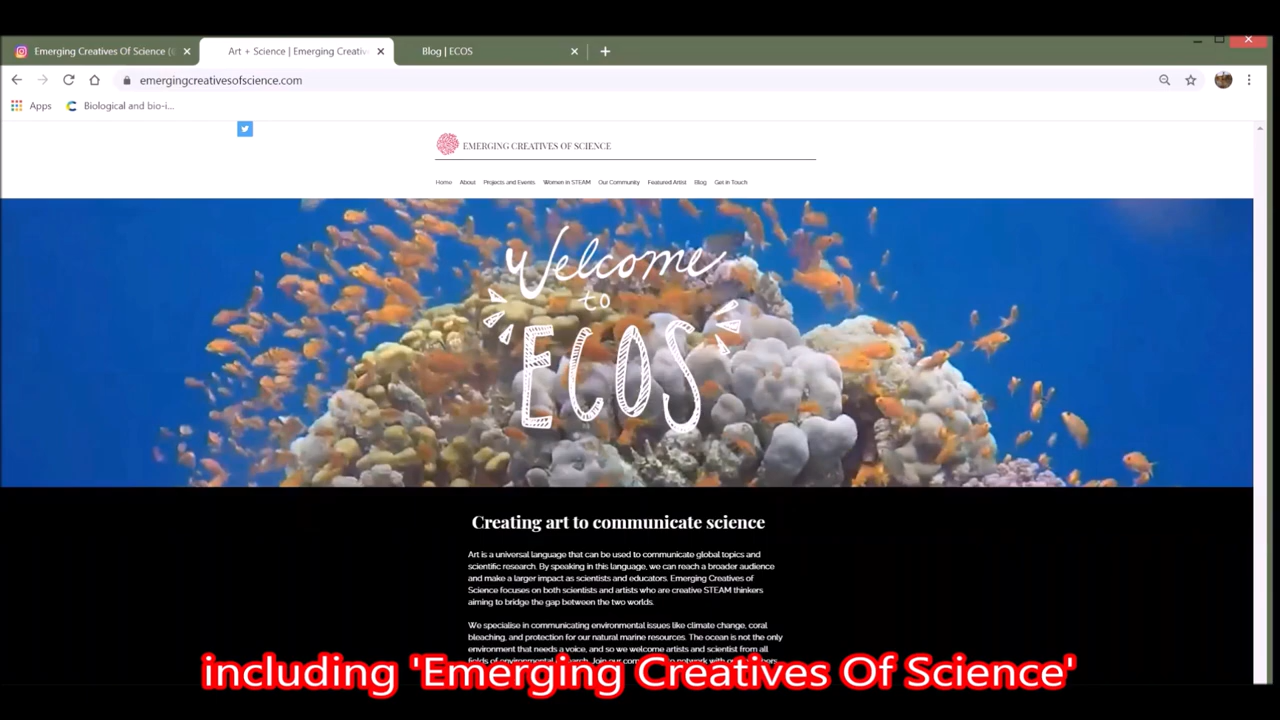 Emerging Creatives Of Science (
Art + Science | Emerging Creativ
Blog | ECOS
emergingcreativesofscience.com
Apps
Biological and bio-i...
EMERGING CREATIVES OF SCIENCE
Home About Projects and Events Women in STEAM Our Community Featured Artist Blog Get in Touch
Welcome
to
ECOS
Creating art to communicate science
Art is a universal language that can be used to communicate global topics and
scientific research. By speaking in this language, we can reach a broader audience
and make a larger impact as scientists and educators. Emerging Creatives of
Science focuses on both scientists and artists who are creative STEAM thinkers
aiming to bridge the gap between the two worlds.
We specialise in communicating environmental issues like climate change, coral
bleaching, and protection for our natural marine resources. The ocean is not the only
environment that needs a voice, and so we welcome artists and scientist from all
including 'Emerging Creatives Of Science'